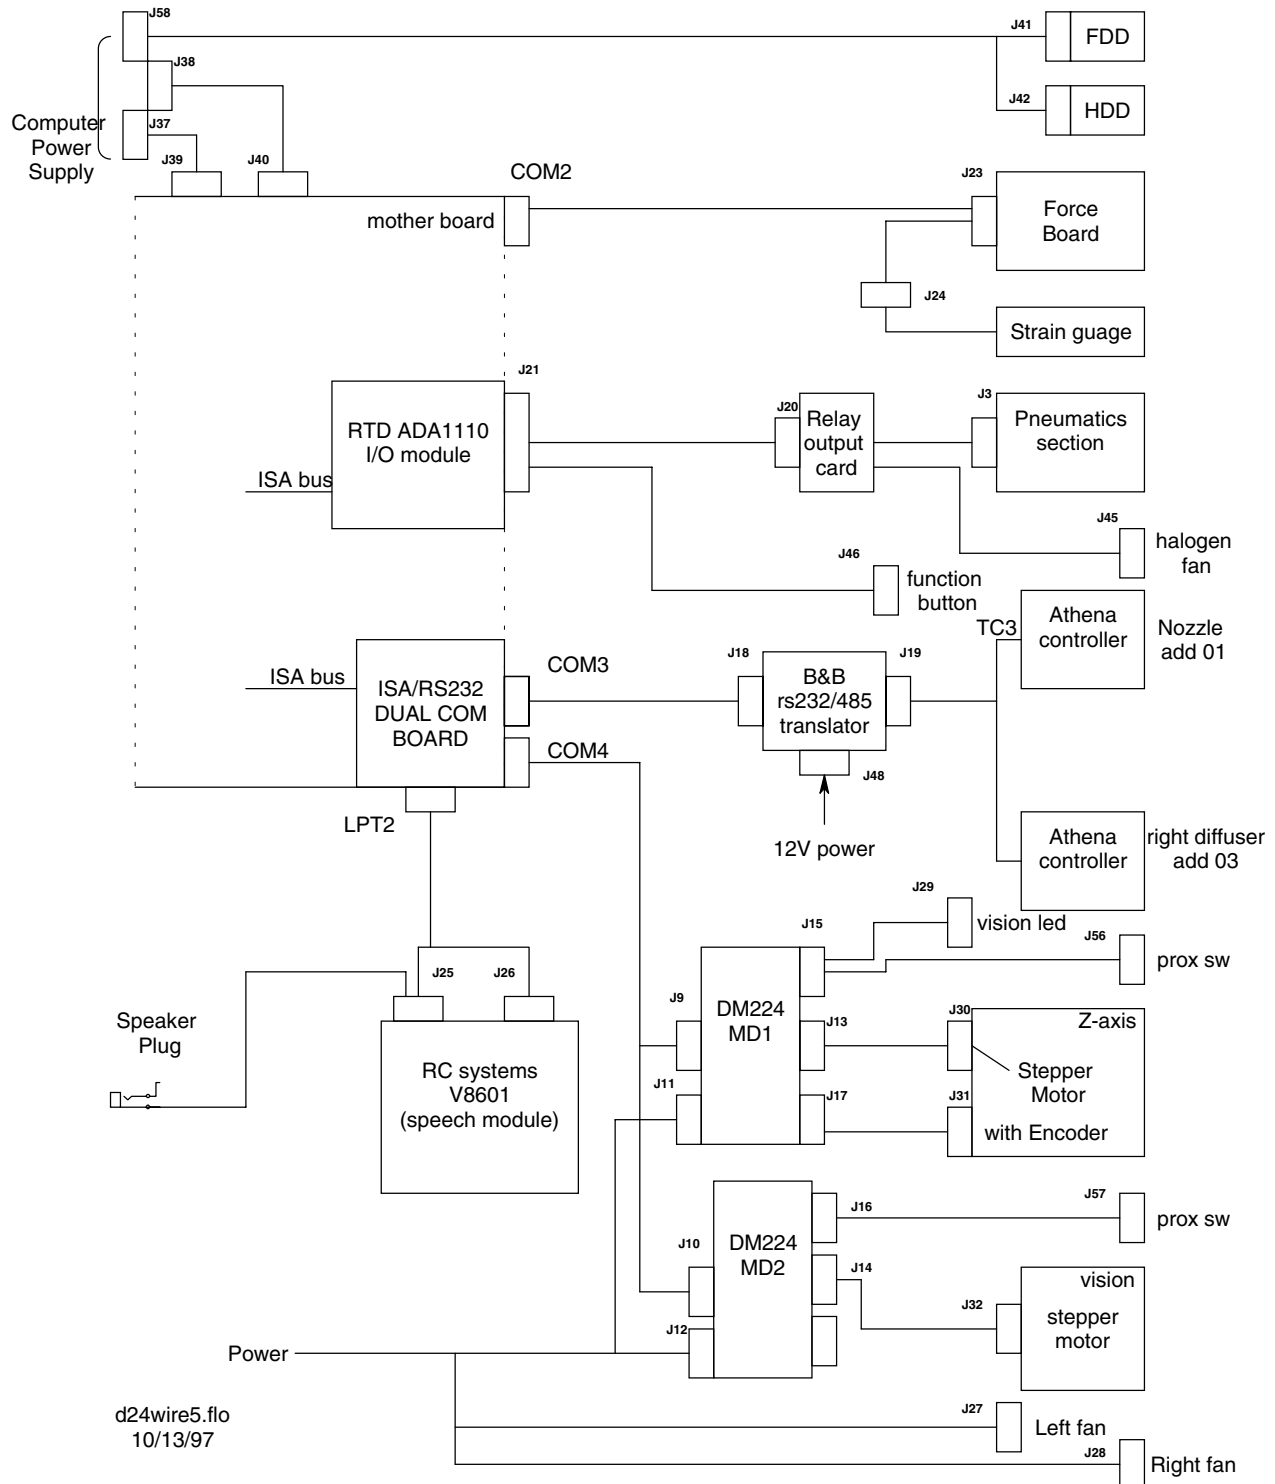 J58
J41
FDD
J38
J42
HDD
Computer
Power
Supply
J37
J39
J40
COM2
mother board
J23
Force
Board
J24
Strain guage
J21
RTD ADA1110
I/O module
ISA bus
J20
Relay
output
card
J3
Pneumatics
section
J45
halogen
fan
J46
function
button
TC3
Athena
controller
Nozzle
add 01
ISA bus
ISA/RS232
DUAL COM
BOARD
COM3
J18
B&B
rs232/485
translator
J19
COM4
J48
12V power
LPT2
Athena
controller
right diffuser
add 03
J29
vision led
J15
J56
prox sw
J25
J26
Speaker
Plug
RC systems
V8601
(speech module)
J9
DM224
MD1
J13
J30
Z-axis
Stepper
Motor
J11
J17
J31
with Encoder
J10
DM224
MD2
J16
J57
prox sw
J14
J32
vision
stepper
motor
J12
Power
d24wire5.flo
10/13/97
J27
Left fan
J28
Right fan